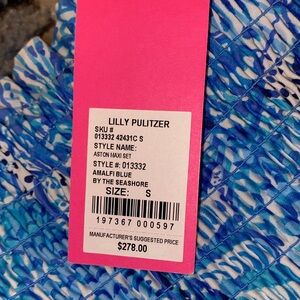 LILLY PULITZER
SKU #
013332 42431C S
STYLE NAME:
ASTON MAXI SET
STYLE #: 013332
AMALFI BLUE
BY THE SEASHORE
SIZE: S
197367 000597
MANUFACTURER'S SUGGESTED PRICE
$278.00